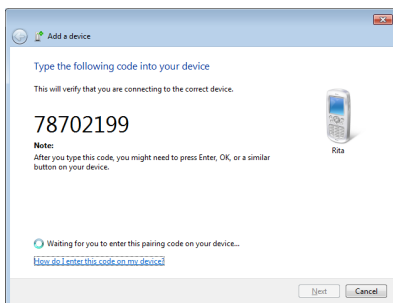 Add a device
Type the following code into your device
This will verify that you are connecting to the correct device.
78702199
Note:
After you type this code, you might need to press Enter, OK, or a similar
button on your device.
Rita
Waiting for you to enter this pairing code on your device...
How do I enter this code on my device?
Next Cancel